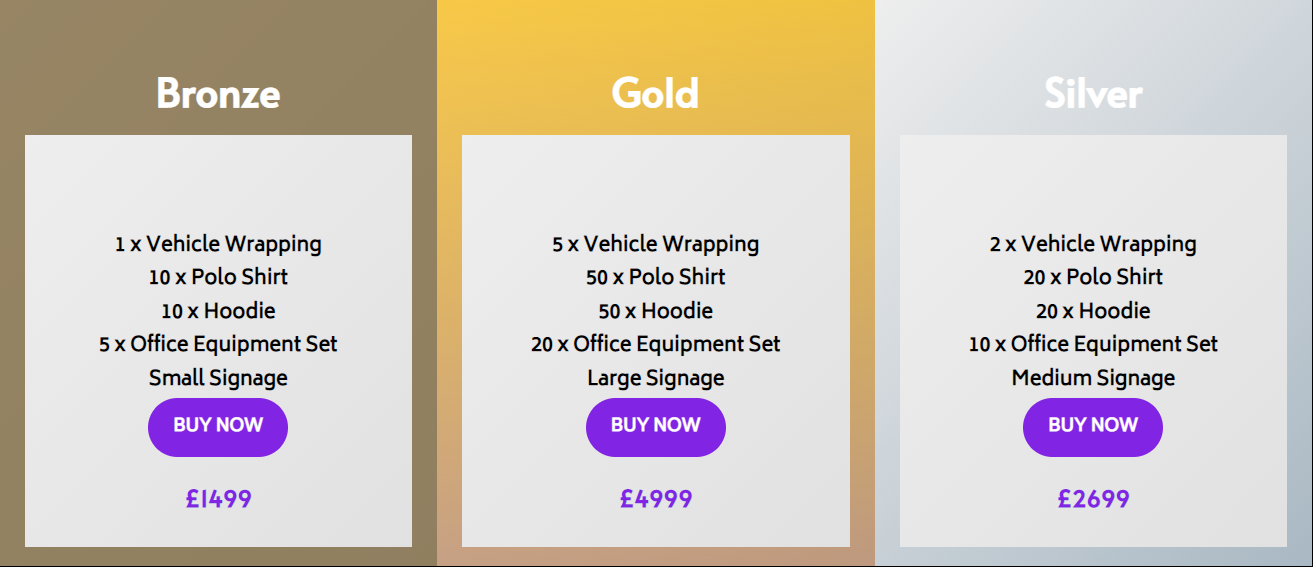 Bronze
1 x Vehicle Wrapping
10 x Polo Shirt
10 x Hoodie
5 x Office Equipment Set
Small Signage
BUY NOW
£1499
Gold
5 x Vehicle Wrapping
50 x Polo Shirt
50 x Hoodie
20 x Office Equipment Set
Large Signage
BUY NOW
£4999
Silver
2 x Vehicle Wrapping
20 x Polo Shirt
20 x Hoodie
10 x Office Equipment Set
Medium Signage
BUY NOW
£2699